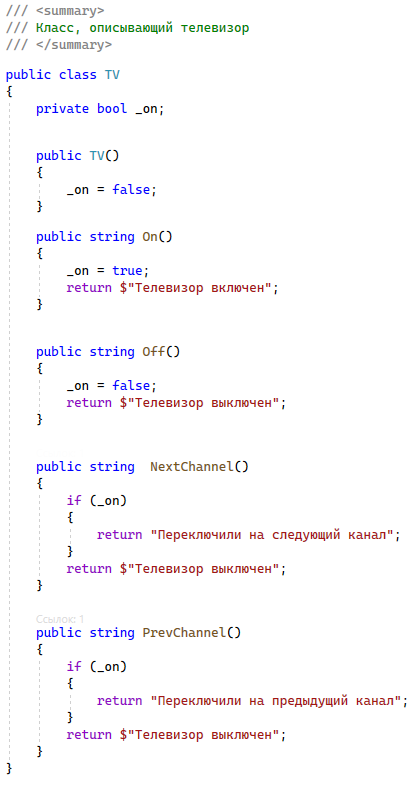 /// <summary>
/// Класс, описывающий телевизор
/// </summary>
public class TV
{
private bool _on;
public TV()
{
_on = false;
}
public string On()
{
_on = true;
return $"Телевизор включен";
}
public string Off()
{
_on = false;
return $"Телевизор выключен";
}
public string  NextChannel()
{
if (_on)
{
return "Переключили на следующий канал";
}
return $"Телевизор выключен";
}
Ссылок: 1
public string PrevChannel()
{
if (_on)
{
return "Переключили на предыдущий канал";
}
return $"Телевизор выключен";
}
}